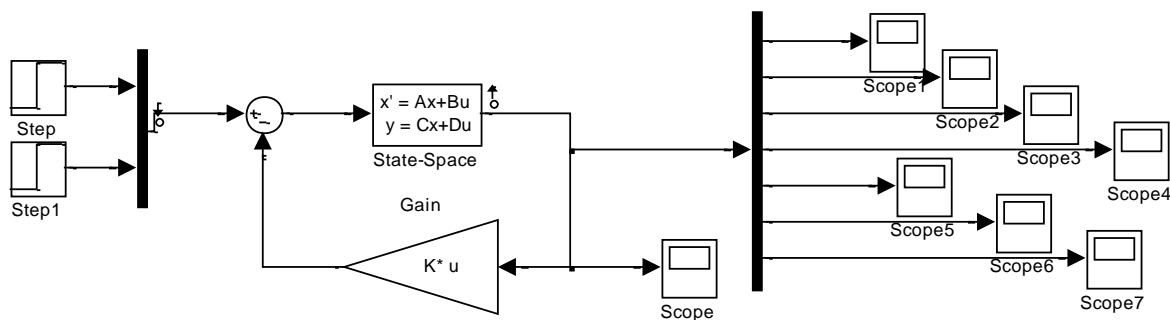 Step
Step1
+
-
x' = Ax+Bu
y = Cx+Du
State-Space
Gain
K* u
Scope
Scope1
Scope2
Scope3
Scope4
Scope5
Scope6
Scope7